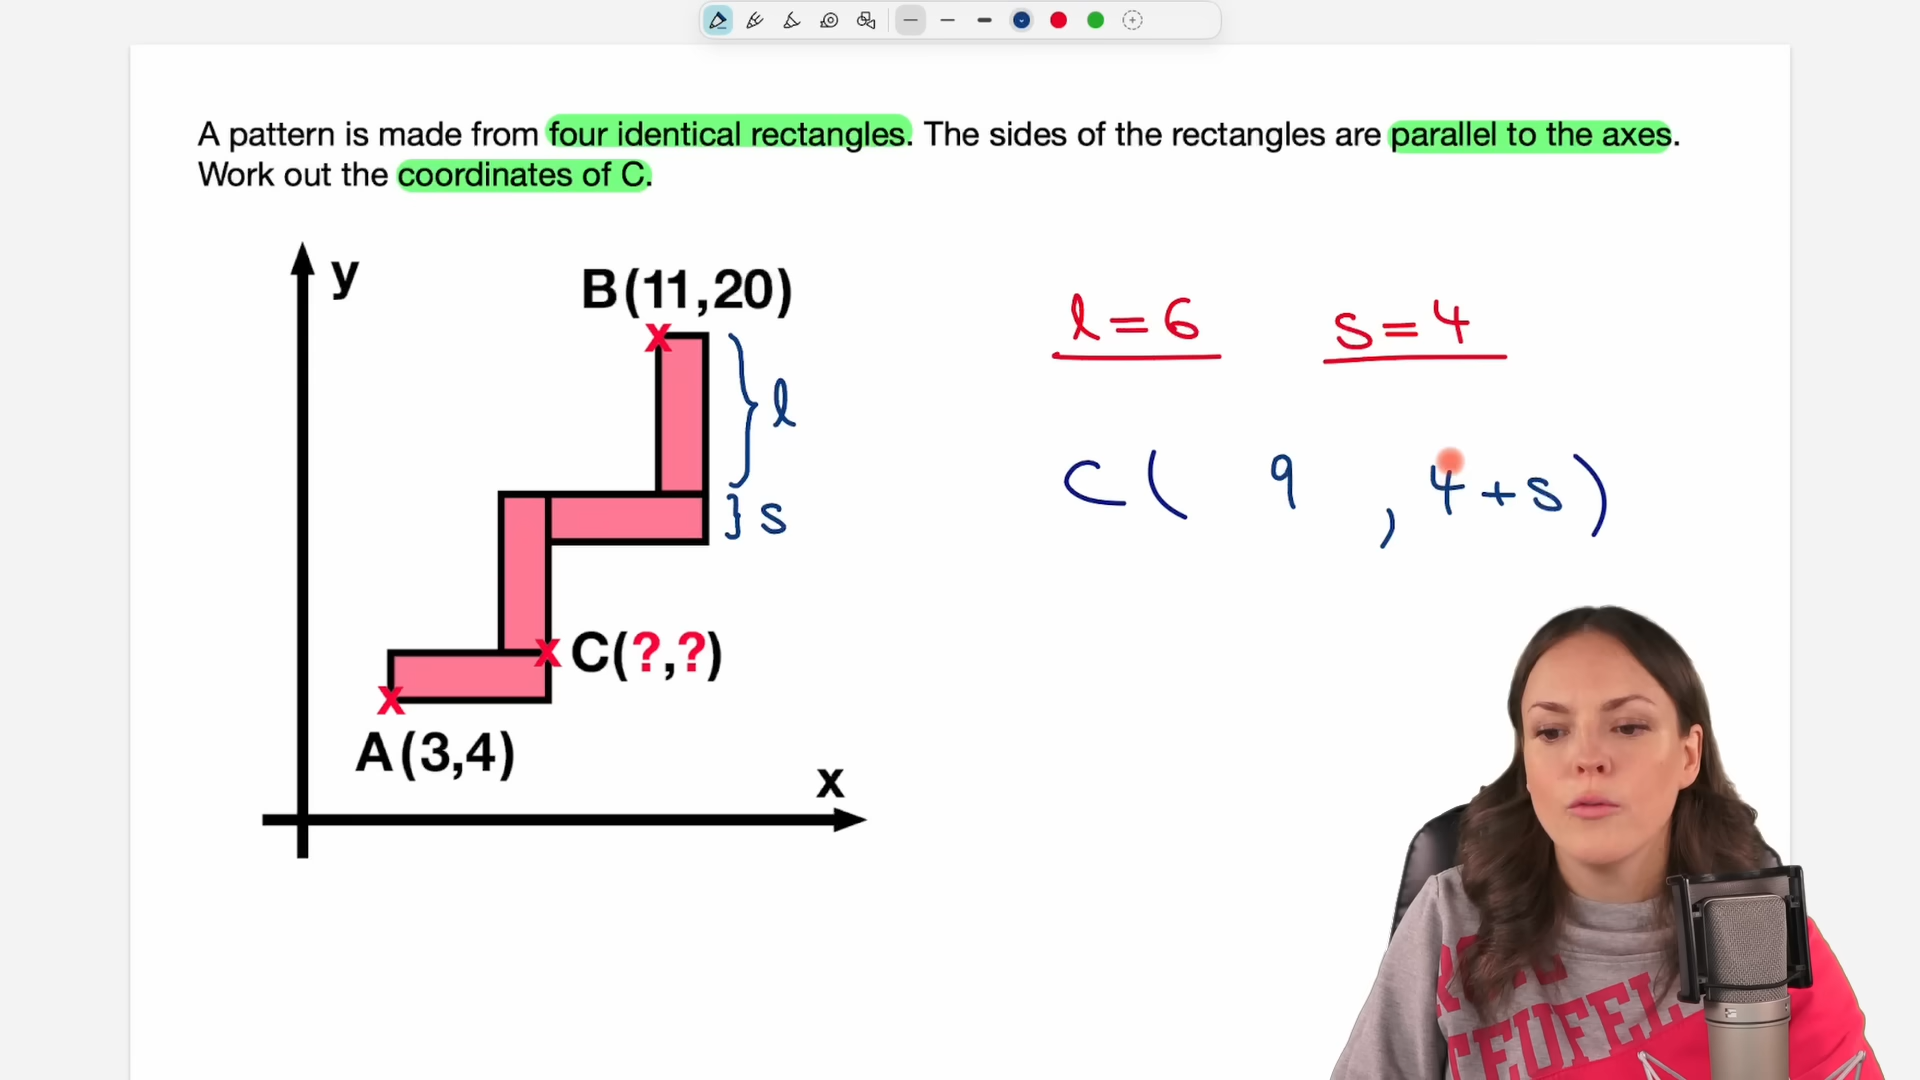 A pattern is made from four identical rectangles. The sides of the rectangles are parallel to the axes.
Work out the coordinates of C.
y
B(11,20)
l = 6
s = 4
l
C( 9 , 4 + s )
s
C(?,?)
A(3,4)
x
TEUFEL